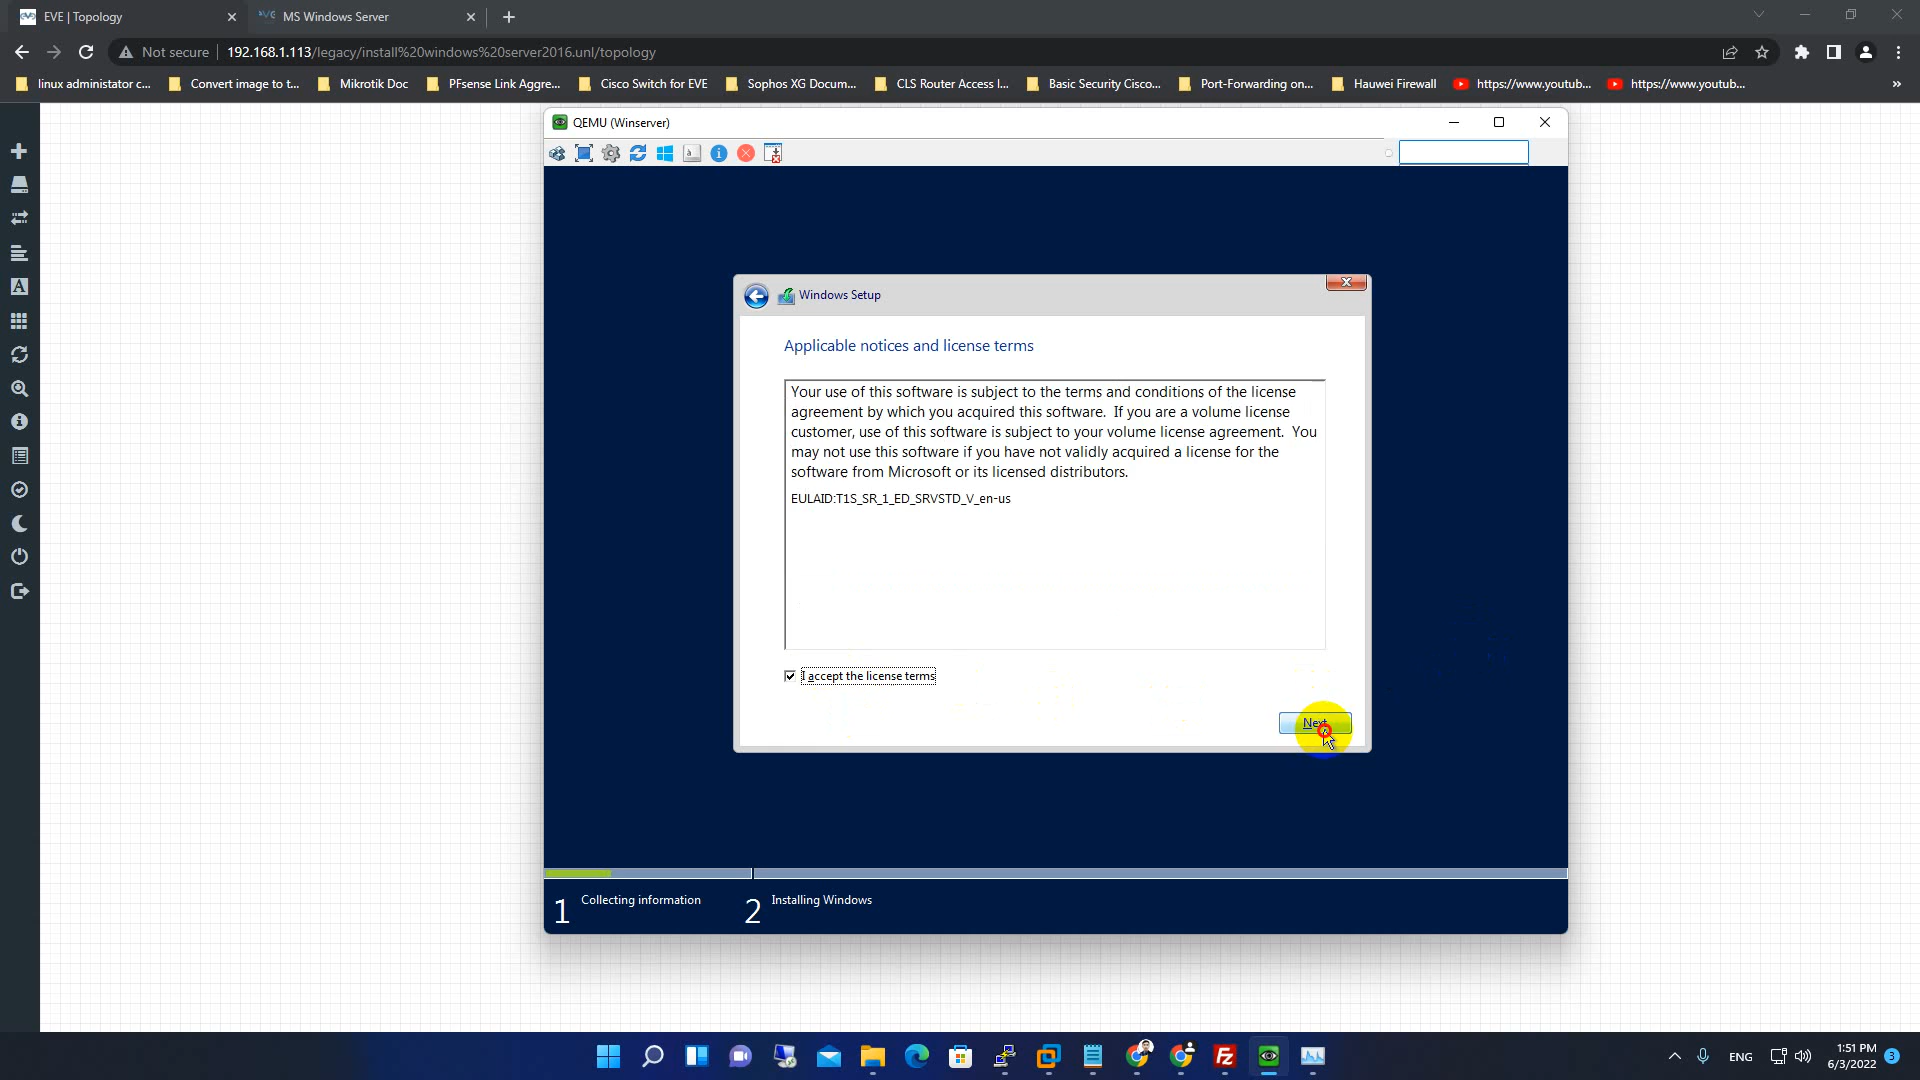 EVE | Topology
MS Windows Server
Not secure
192.168.1.113/legacy/install%20windows%20server2016.unl/topology
linux administator c...
Convert image to t...
Mikrotik Doc
PFsense Link Aggre...
Cisco Switch for EVE
Sophos XG Docum...
CLS Router Access l...
Basic Security Cisco...
Port-Forwarding on...
Hauwei Firewall
https://www.youtub...
https://www.youtub...
»
QEMU (Winserver)
Windows Setup
Applicable notices and license terms
Your use of this software is subject to the terms and conditions of the license
agreement by which you acquired this software.  If you are a volume license
customer, use of this software is subject to your volume license agreement.  You
may not use this software if you have not validly acquired a license for the
software from Microsoft or its licensed distributors.
EULAID:T1S_SR_1_ED_SRVSTD_V_en-us
I accept the license terms
Next
1 Collecting information
2 Installing Windows
ENG
1:51 PM
6/3/2022
3